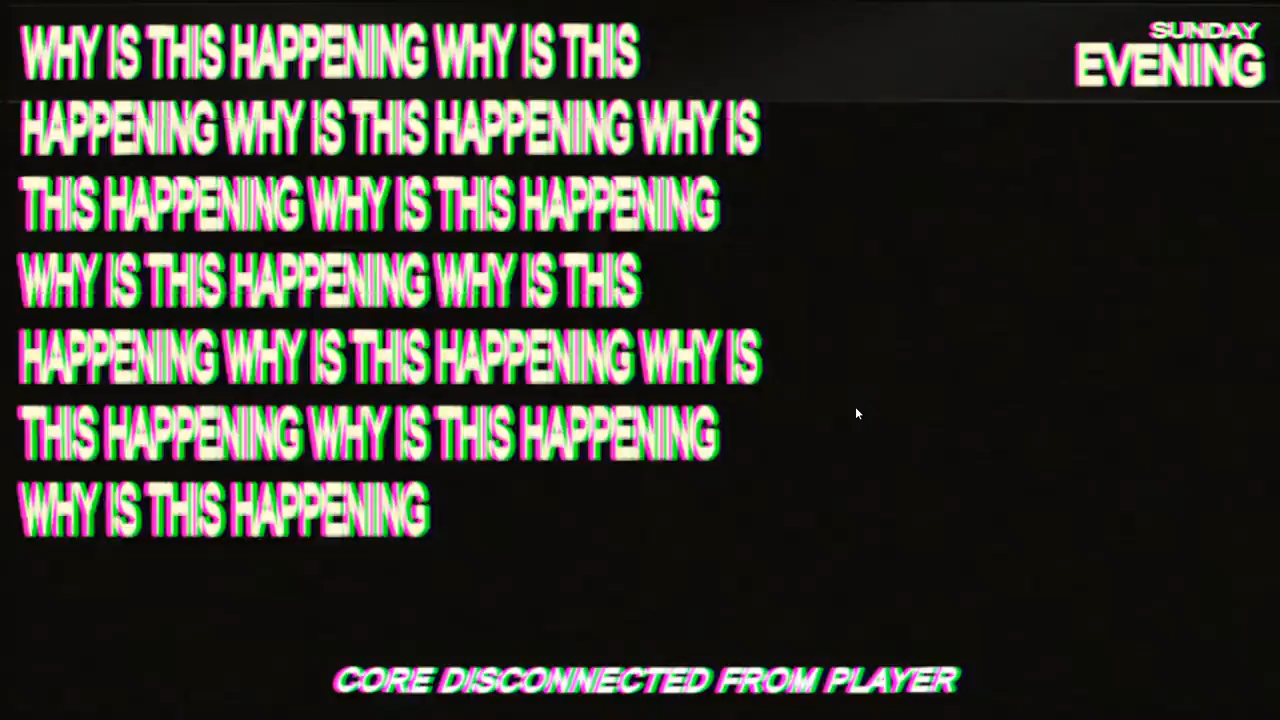 WHY IS THIS HAPPENING WHY IS THIS
HAPPENING WHY IS THIS HAPPENING WHY IS
THIS HAPPENING WHY IS THIS HAPPENING
WHY IS THIS HAPPENING WHY IS THIS
HAPPENING WHY IS THIS HAPPENING WHY IS
THIS HAPPENING WHY IS THIS HAPPENING
WHY IS THIS HAPPENING
SUNDAY
EVENING
CORE DISCONNECTED FROM PLAYER